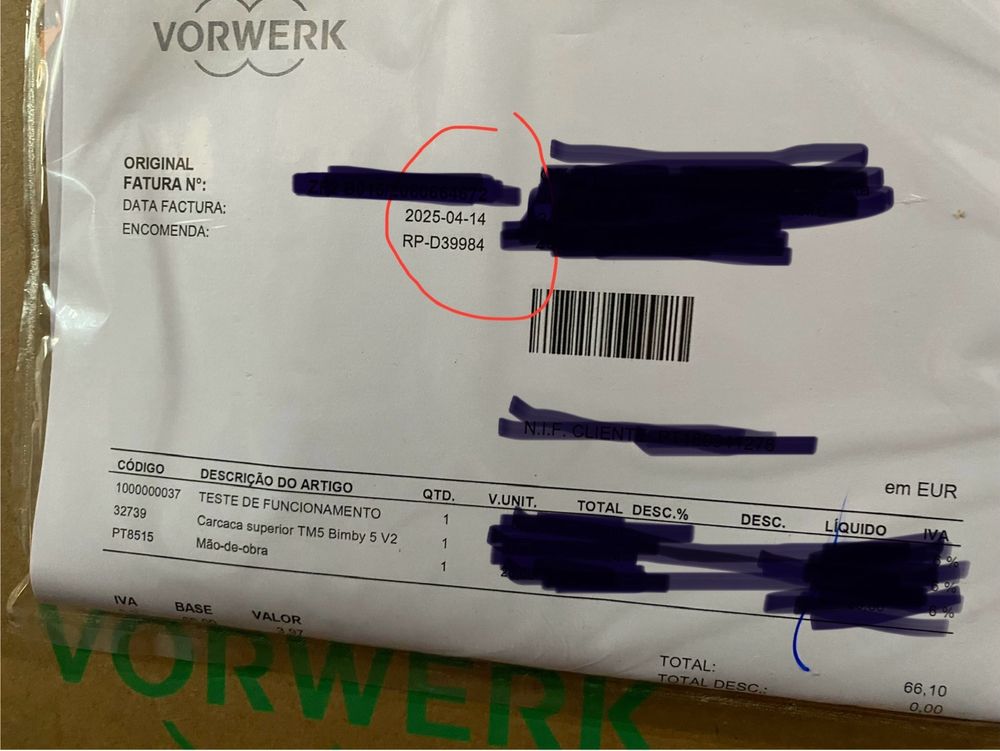 VORWERK
ORIGINAL
FATURA Nº:
DATA FACTURA: 2025-04-14
ENCOMENDA: RP-D39984
N.I.F. CLIENT
em EUR
CÓDIGO DESCRIÇÃO DO ARTIGO QTD. V.UNIT. TOTAL DESC.% DESC. LÍQUIDO IVA
1000000037 TESTE DE FUNCIONAMENTO 1
32739 Carcaca superior TM5 Bimby 5 V2 1
PT8515 Mão-de-obra 1
IVA BASE VALOR
TOTAL: 66,10
TOTAL DESC.: 0,00
VORWERK